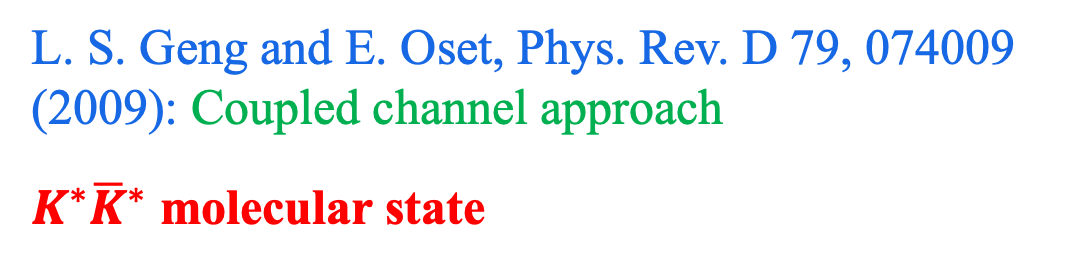 L. S. Geng and E. Oset, Phys. Rev. D 79, 074009
(2009): Coupled channel approach
K*K̅* molecular state